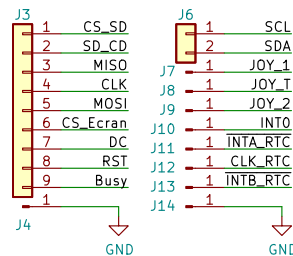 J3
1 CS_SD
2 SD_CD
3 MISO
4 CLK
5 MOSI
6 CS_Ecran
7 DC
8 RST
9 Busy
1
J4
GND
J6
1 SCL
2 SDA
J7 1 JOY_1
J8 1 JOY_T
J9 1 JOY_2
J10 1 INT0
J11 1 INTA_RTC
J12 1 CLK_RTC
J13 1 INTB_RTC
J14 1
GND